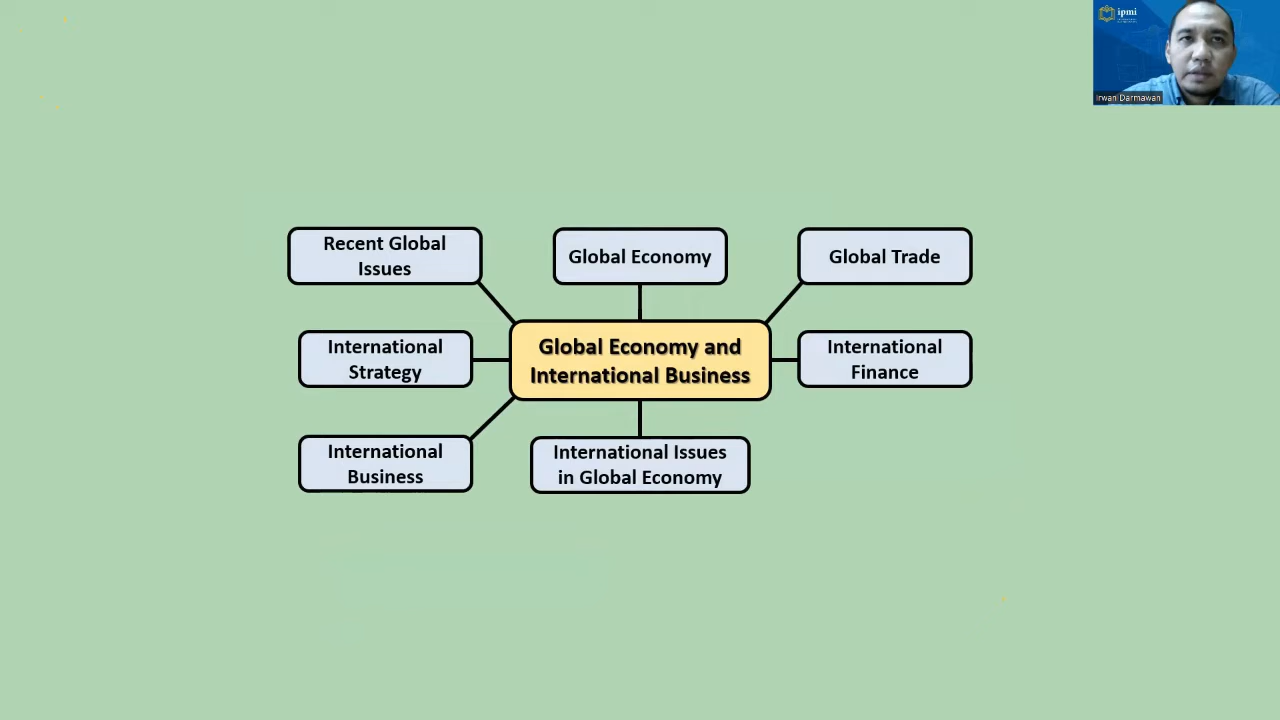 ipmi
Irwan Darmawan
Recent Global
Issues
Global Economy
Global Trade
International
Strategy
Global Economy and
International Business
International
Finance
International
Business
International Issues
in Global Economy